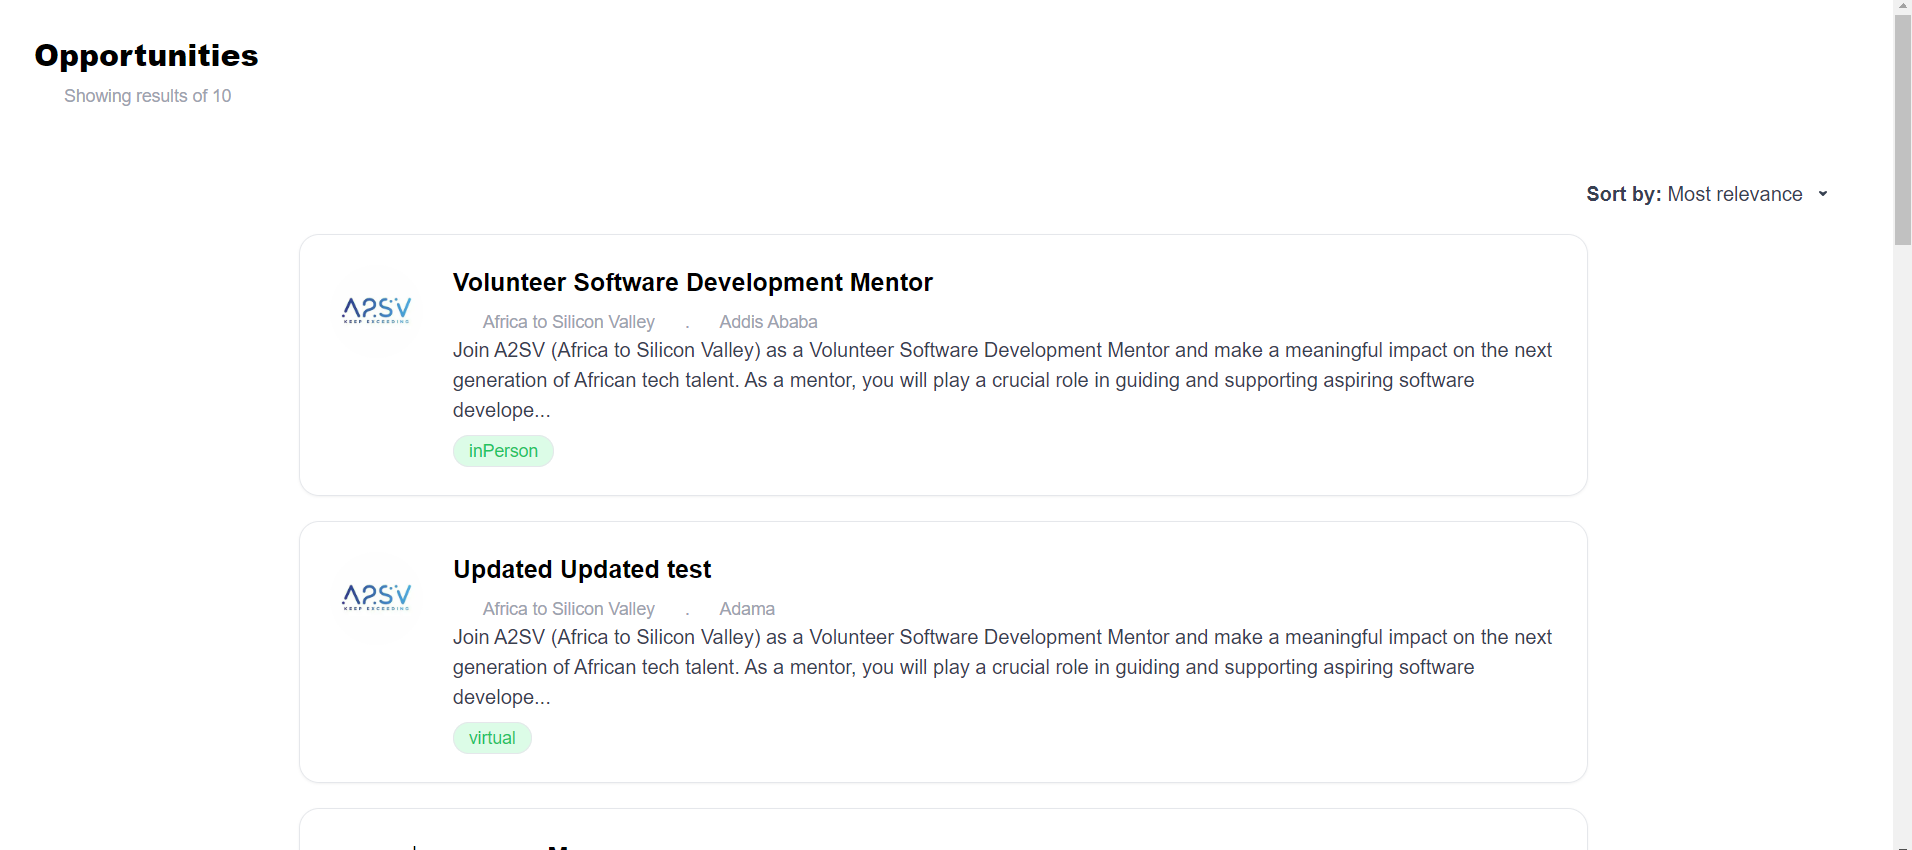 Opportunities
Showing results of 10
Sort by: Most relevance
A2SV
KEEP EXCEEDING
Volunteer Software Development Mentor
Africa to Silicon Valley . Addis Ababa
Join A2SV (Africa to Silicon Valley) as a Volunteer Software Development Mentor and make a meaningful impact on the next
generation of African tech talent. As a mentor, you will play a crucial role in guiding and supporting aspiring software
develope...
inPerson
A2SV
KEEP EXCEEDING
Updated Updated test
Africa to Silicon Valley . Adama
Join A2SV (Africa to Silicon Valley) as a Volunteer Software Development Mentor and make a meaningful impact on the next
generation of African tech talent. As a mentor, you will play a crucial role in guiding and supporting aspiring software
develope...
virtual